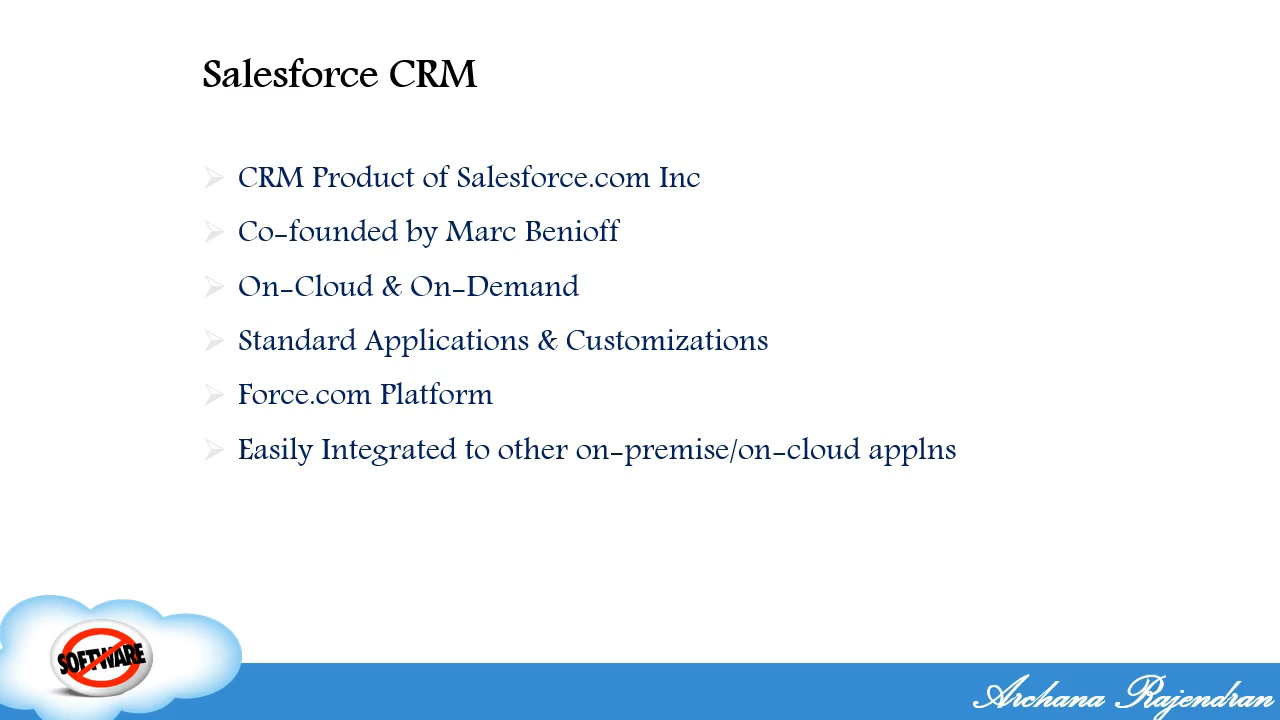 Salesforce CRM
CRM Product of Salesforce.com Inc
Co-founded by Marc Benioff
On-Cloud & On-Demand
Standard Applications & Customizations
Force.com Platform
Easily Integrated to other on-premise/on-cloud applns
SOFTWARE
Archana Rajendran